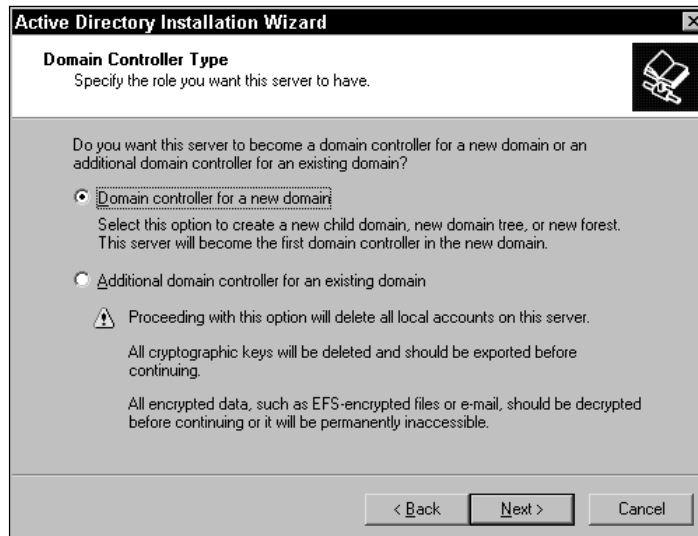 Active Directory Installation Wizard
Domain Controller Type
Specify the role you want this server to have.
Do you want this server to become a domain controller for a new domain or an
additional domain controller for an existing domain?
Domain controller for a new domain
Select this option to create a new child domain, new domain tree, or new forest.
This server will become the first domain controller in the new domain.
Additional domain controller for an existing domain
Proceeding with this option will delete all local accounts on this server.
All cryptographic keys will be deleted and should be exported before
continuing.
All encrypted data, such as EFS-encrypted files or e-mail, should be decrypted
before continuing or it will be permanently inaccessible.
< Back Next > Cancel